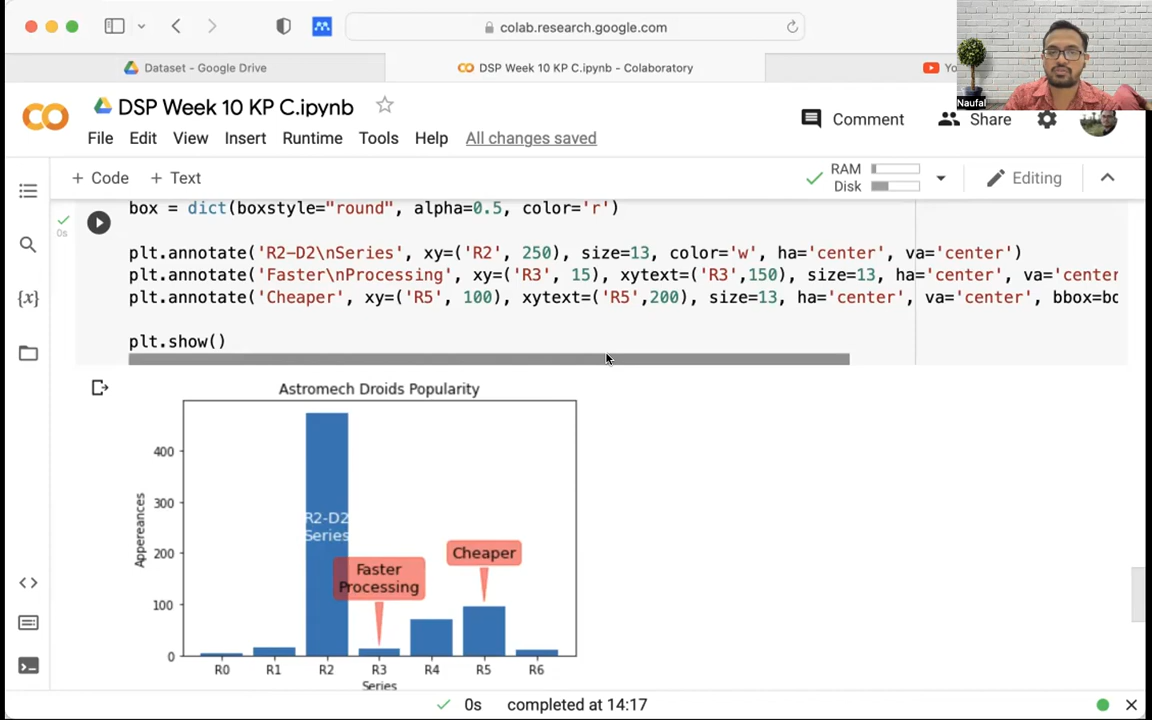 colab.research.google.com
Dataset - Google Drive
DSP Week 10 KP C.ipynb - Colaboratory
Yo
Naufal
DSP Week 10 KP C.ipynb
File Edit View Insert Runtime Tools Help All changes saved
Comment
Share
+ Code + Text
RAM
Disk
Editing
box = dict(boxstyle="round", alpha=0.5, color='r')
0s
plt.annotate('R2-D2\nSeries', xy=('R2', 250), size=13, color='w', ha='center', va='center')
plt.annotate('Faster\nProcessing', xy=('R3', 15), xytext=('R3',150), size=13, ha='center', va='center
plt.annotate('Cheaper', xy=('R5', 100), xytext=('R5',200), size=13, ha='center', va='center', bbox=bo
plt.show()
{x}
Astromech Droids Popularity
400
300
200
100
0
Appereances
R2-D2
Series
Faster
Processing
Cheaper
R0 R1 R2 R3 R4 R5 R6
Series
0s completed at 14:17